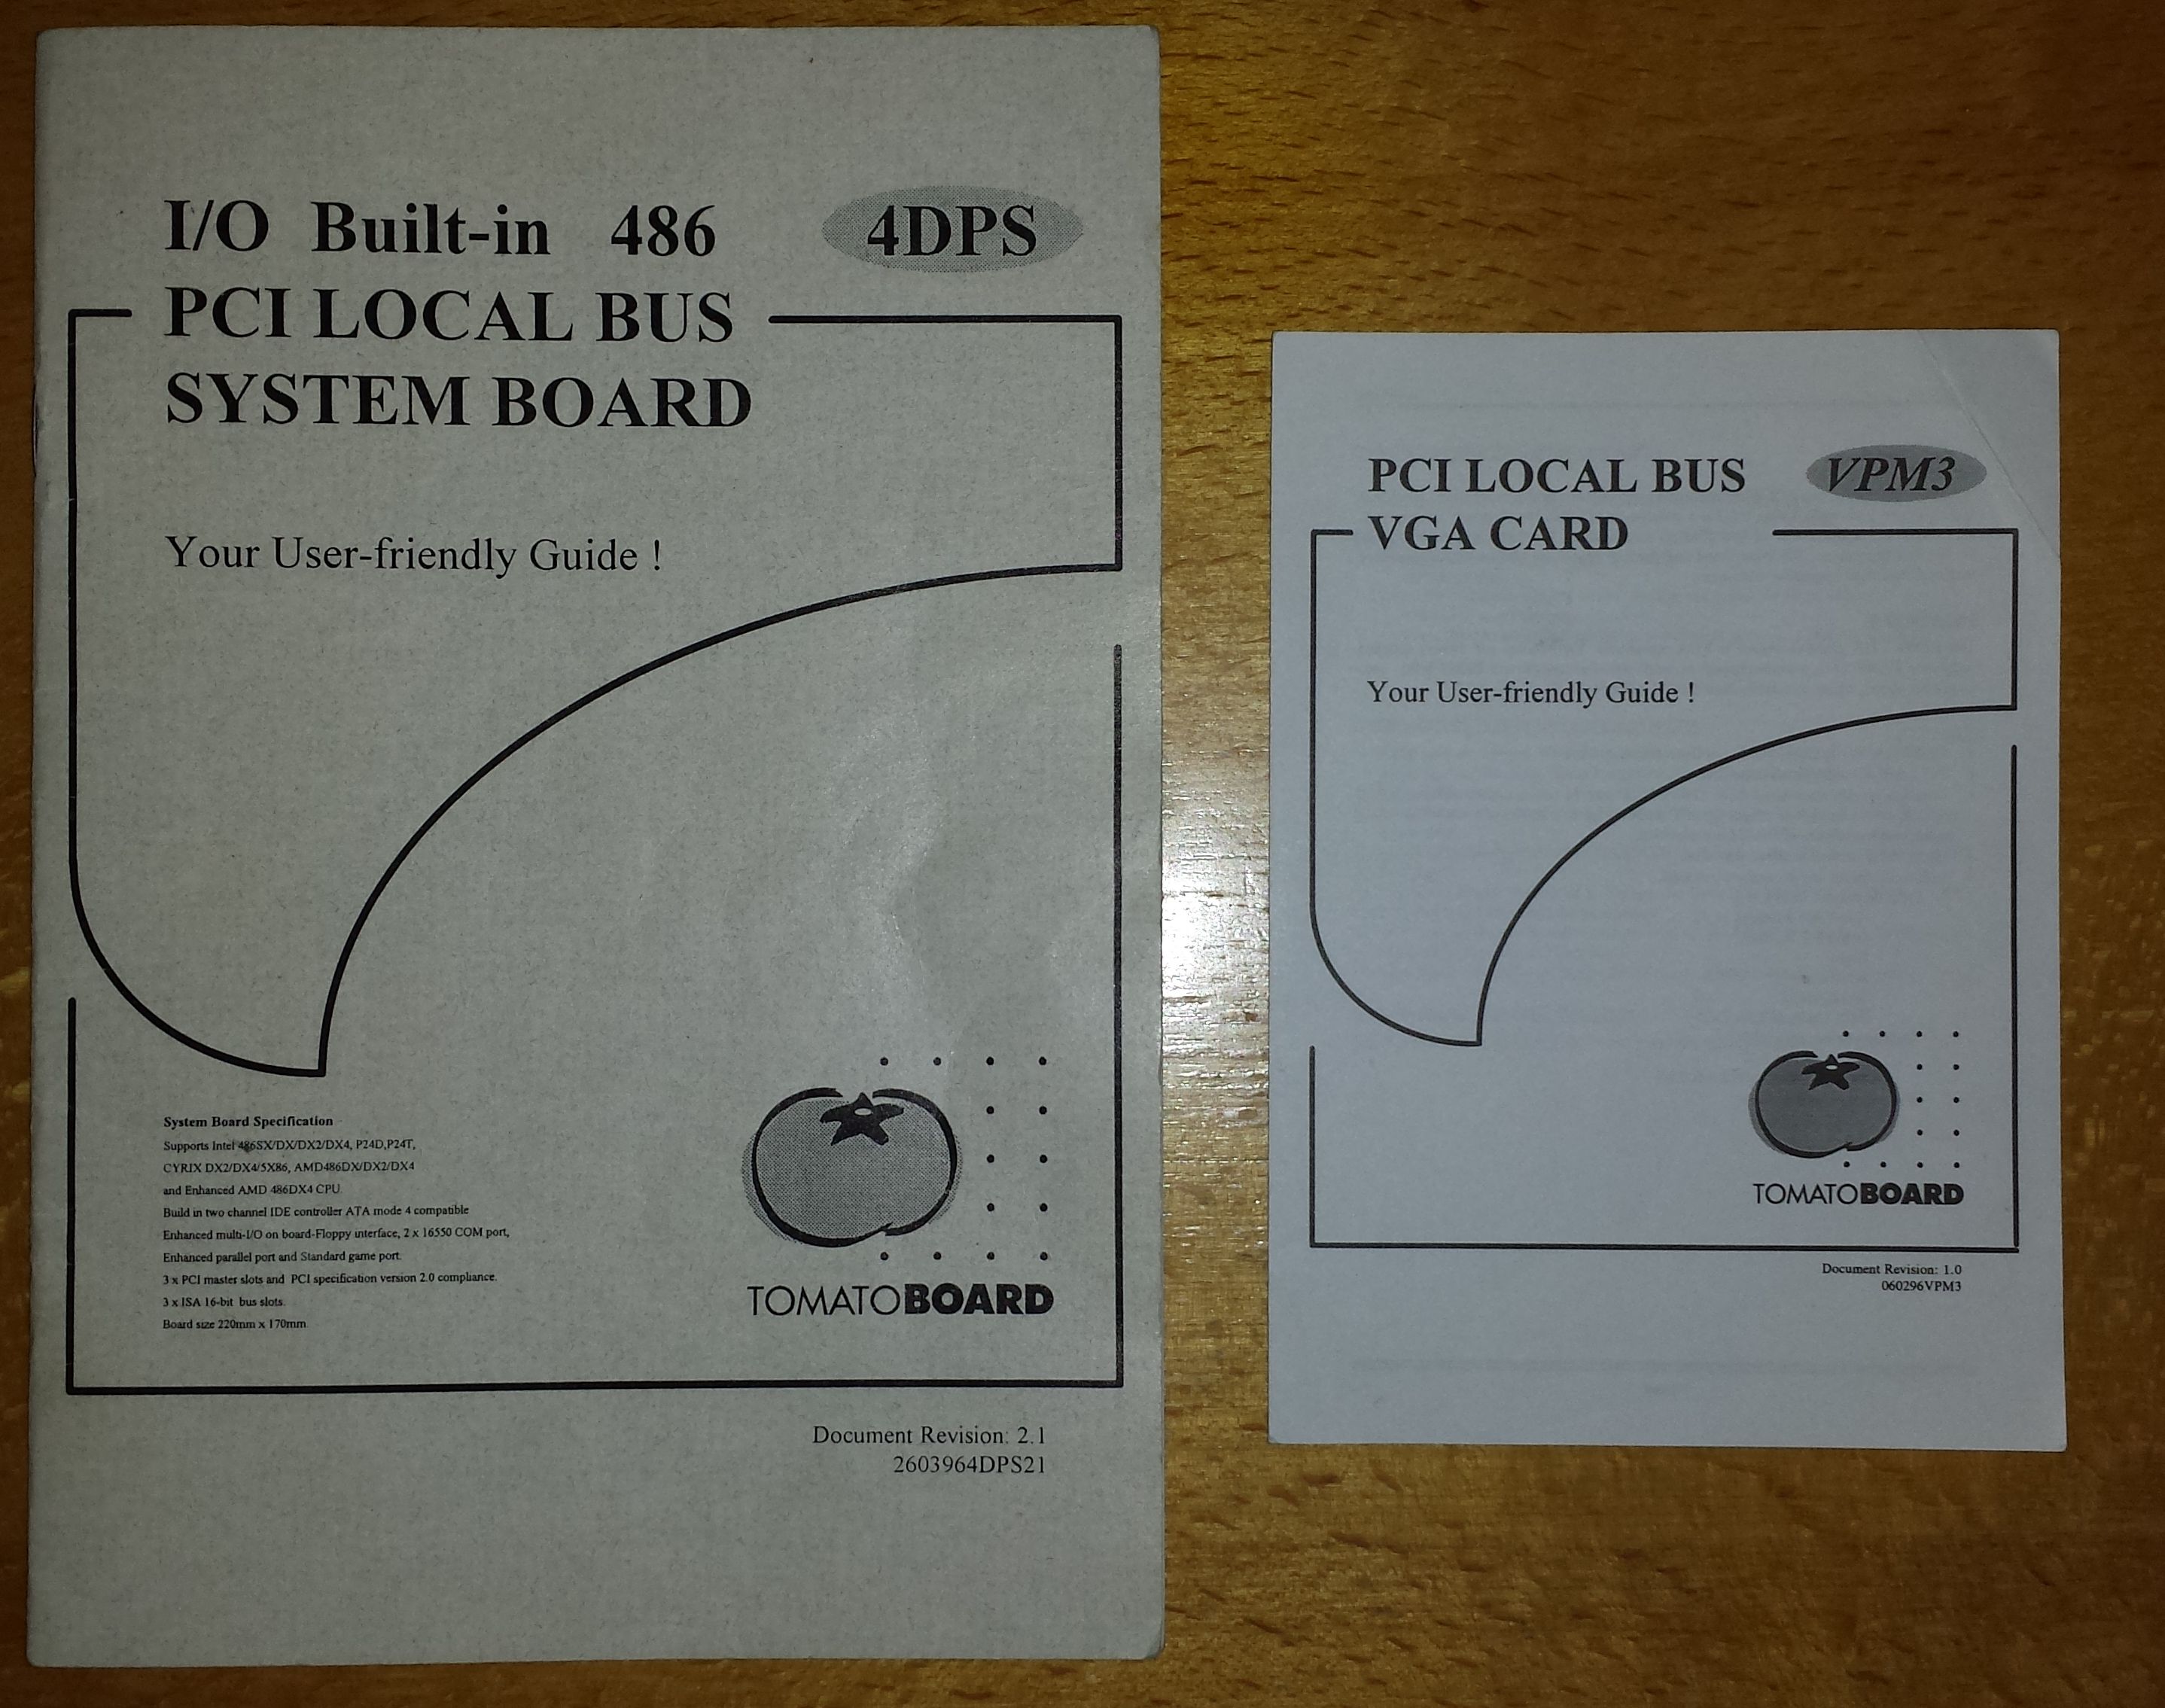 I/O Built-in 486 4DPS
PCI LOCAL BUS
SYSTEM BOARD
Your User-friendly Guide !
System Board Specification
Supports Intel 486SX/DX/DX2/DX4, P24D,P24T,
CYRIX DX2/DX4/5X86, AMD486DX/DX2/DX4
and Enhanced AMD 486DX4 CPU.
Build in two channel IDE controller ATA mode 4 compatible
Enhanced multi-I/O on board-Floppy interface, 2 x 16550 COM port,
Enhanced parallel port and Standard game port.
3 x PCI master slots and PCI specification version 2.0 compliance.
3 x ISA 16-bit bus slots.
Board size 220mm x 170mm.
TOMATOBOARD
Document Revision: 2.1
2603964DPS21
PCI LOCAL BUS VPM3
VGA CARD
Your User-friendly Guide !
TOMATOBOARD
Document Revision: 1.0
060296VPM3